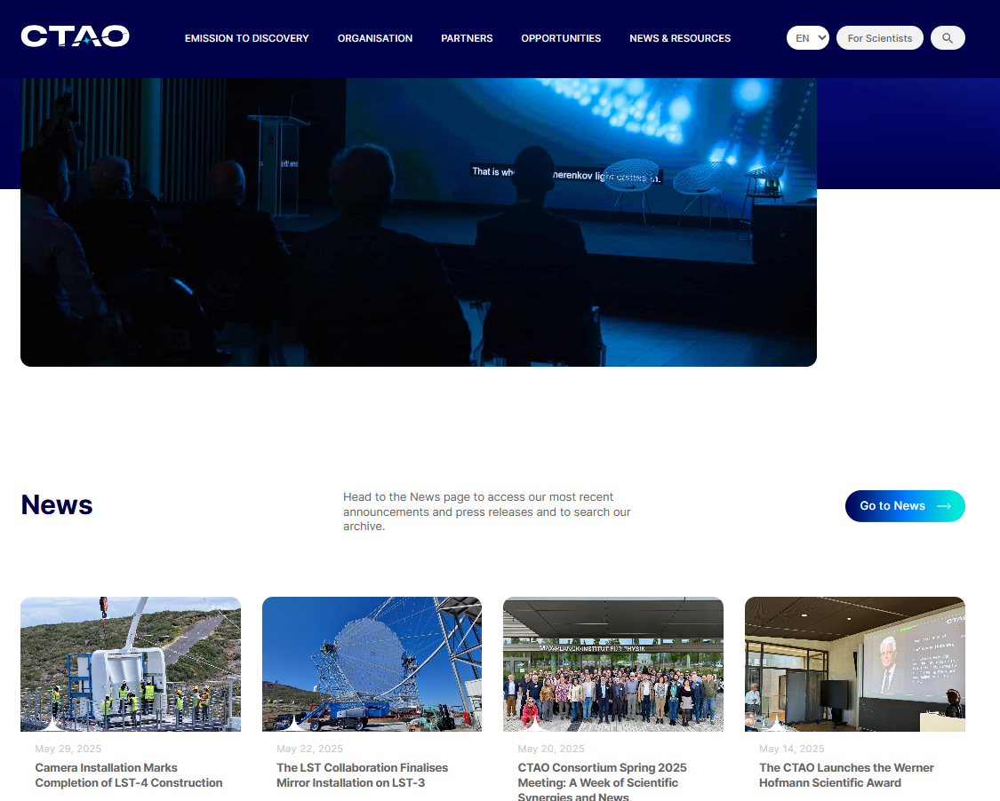 CTAO
EMISSION TO DISCOVERY
ORGANISATION
PARTNERS
OPPORTUNITIES
NEWS & RESOURCES
EN
For Scientists
That is
light comes in.
News
Head to the News page to access our most recent
announcements and press releases and to search our
archive.
Go to News
MAX-PLANCK-INSTITUT FÜR PHYSIK
CTAO
May 29, 2025
Camera Installation Marks
Completion of LST-4 Construction
May 22, 2025
The LST Collaboration Finalises
Mirror Installation on LST-3
May 20, 2025
CTAO Consortium Spring 2025
Meeting: A Week of Scientific
Synergies and News
May 14, 2025
The CTAO Launches the Werner
Hofmann Scientific Award